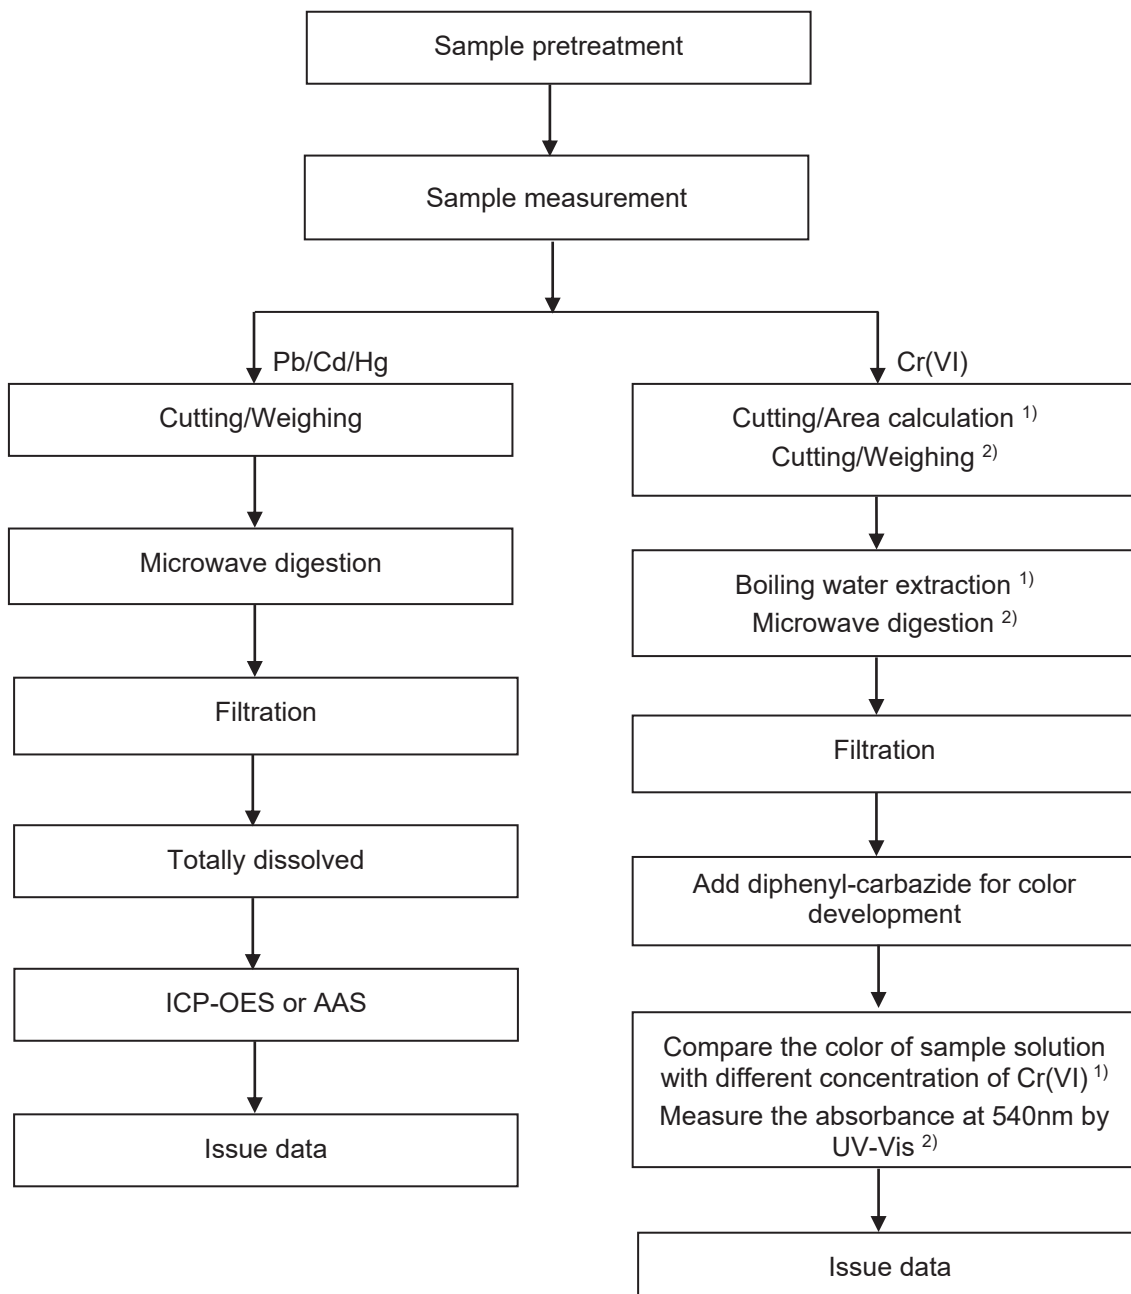 Sample pretreatment
Sample measurement
Pb/Cd/Hg
Cutting/Weighing
Microwave digestion
Filtration
Totally dissolved
ICP-OES or AAS
Issue data
Cr(VI)
Cutting/Area calculation 1)
Cutting/Weighing 2)
Boiling water extraction 1)
Microwave digestion 2)
Filtration
Add diphenyl-carbazide for color
development
Compare the color of sample solution
with different concentration of Cr(VI) 1)
Measure the absorbance at 540nm by
UV-Vis 2)
Issue data